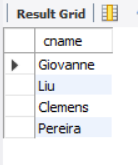 Result Grid
cname
Giovanne
Liu
Clemens
Pereira